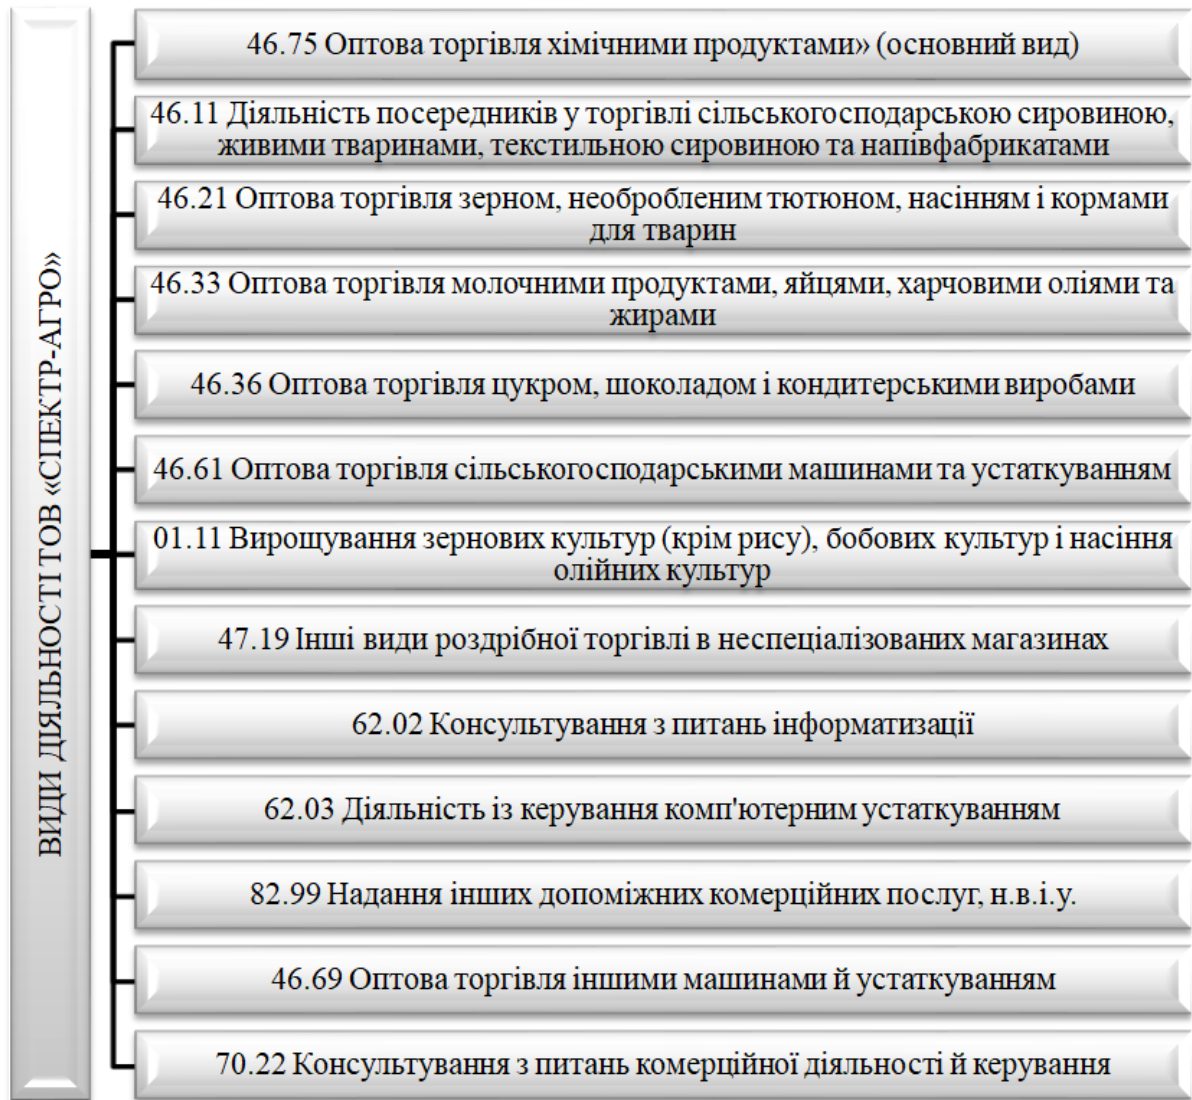 ВИДИ ДІЯЛЬНОСТІ ТОВ «СПЕКТР-АГРО»
46.75 Оптова торгівля хімічними продуктами» (основний вид)
46.11 Діяльність посередників у торгівлі сільськогосподарською сировиною,
живими тваринами, текстильною сировиною та напівфабрикатами
46.21 Оптова торгівля зерном, необробленим тютюном, насінням і кормами
для тварин
46.33 Оптова торгівля молочними продуктами, яйцями, харчовими оліями та
жирами
46.36 Оптова торгівля цукром, шоколадом і кондитерськими виробами
46.61 Оптова торгівля сільськогосподарськими машинами та устаткуванням
01.11 Вирощування зернових культур (крім рису), бобових культур і насіння
олійних культур
47.19 Інші види роздрібної торгівлі в неспеціалізованих магазинах
62.02 Консультування з питань інформатизації
62.03 Діяльність із керування комп'ютерним устаткуванням
82.99 Надання інших допоміжних комерційних послуг, н.в.і.у.
46.69 Оптова торгівля іншими машинами й устаткуванням
70.22 Консультування з питань комерційної діяльності й керування